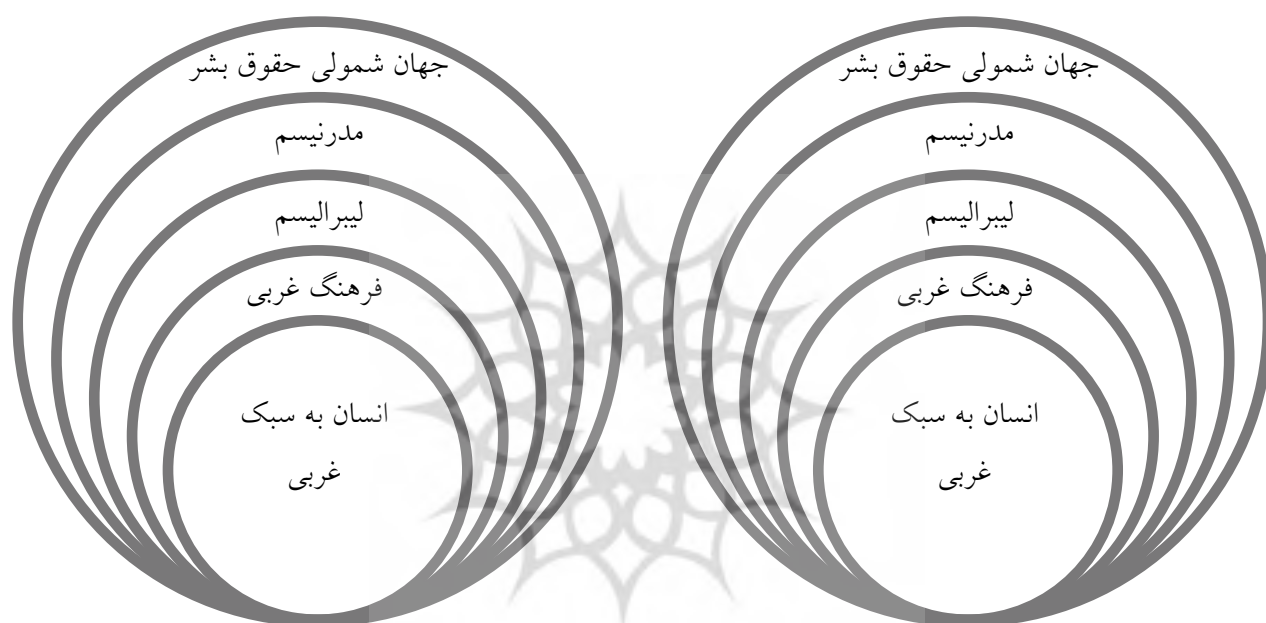 جهان شمولی حقوق بشر
مدرنیسم
لیبرالیسم
فرهنگ غربی
انسان به سبک
غربی
جهان شمولی حقوق بشر
مدرنیسم
لیبرالیسم
فرهنگ غربی
انسان به سبک
غربی